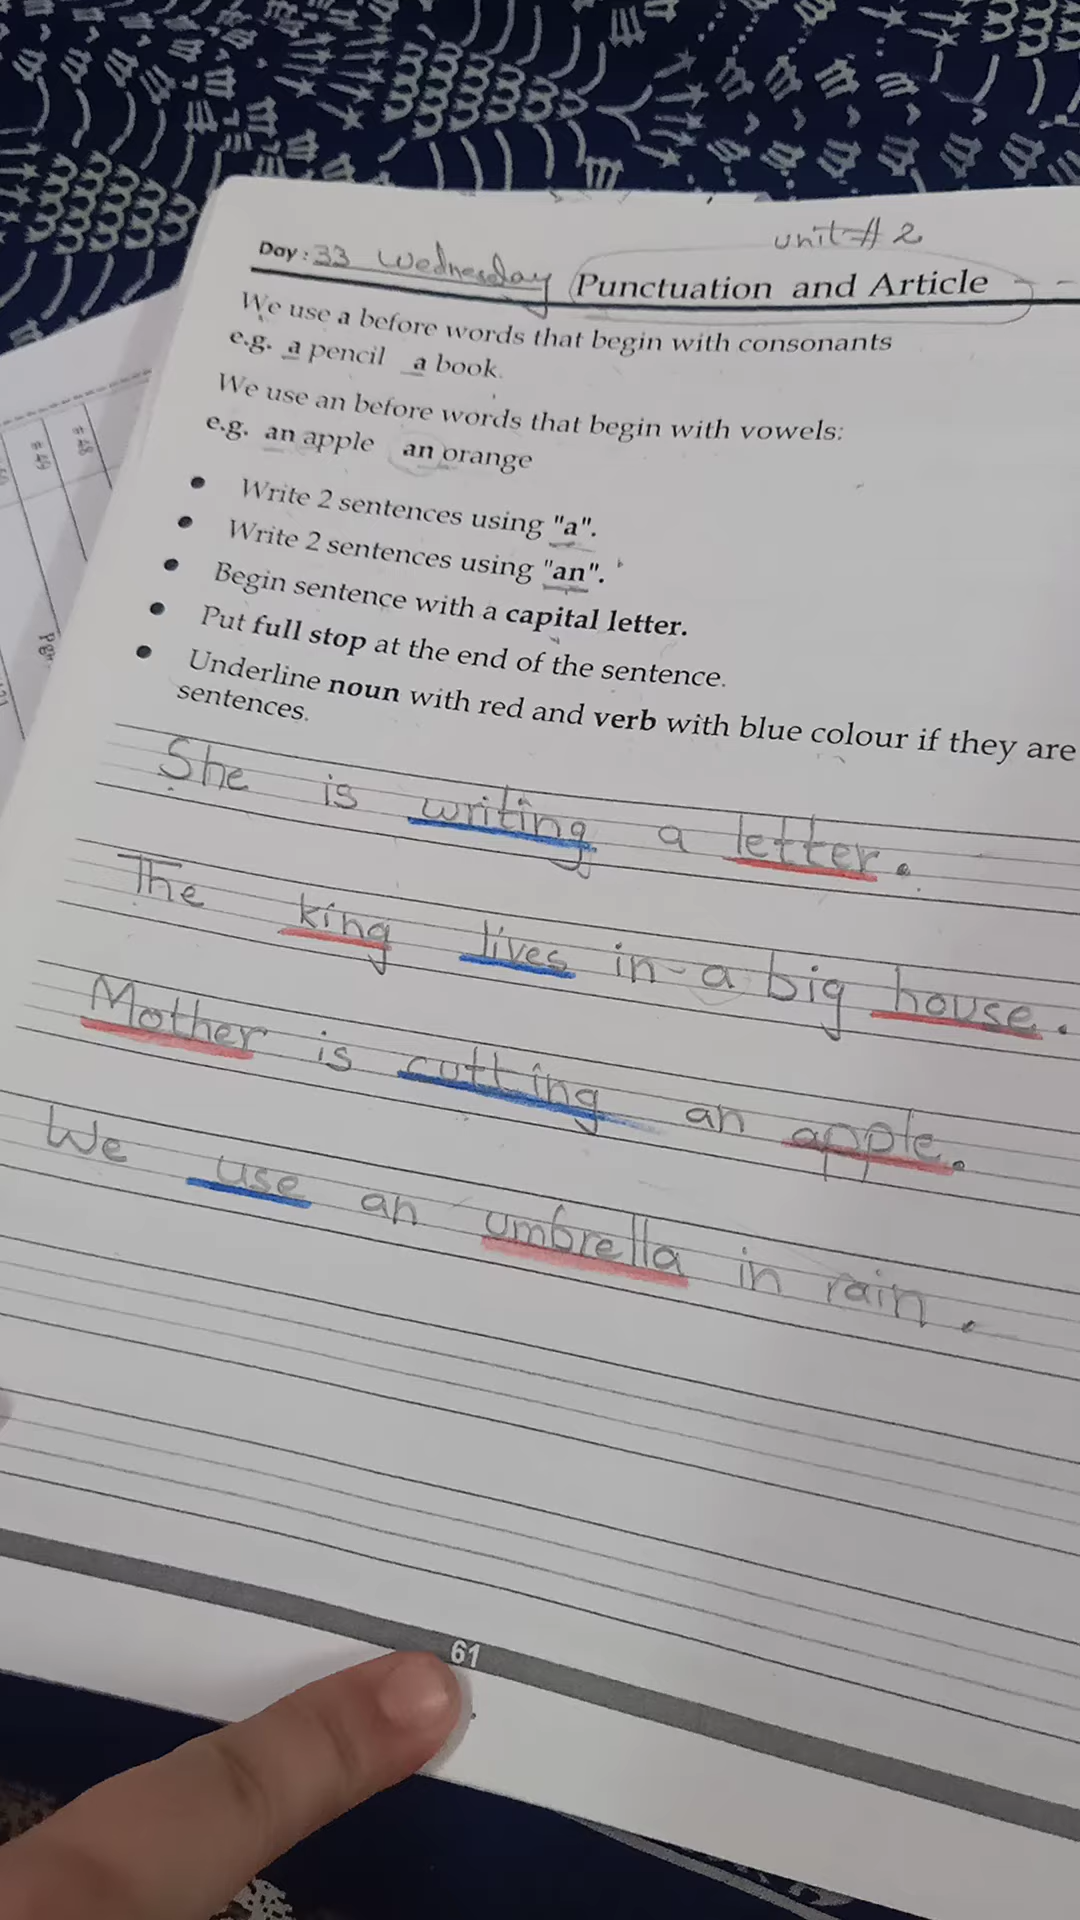 unit # 2
Day : 33 Wednesday Punctuation and Article
We use a before words that begin with consonants
e.g. a pencil a book.
We use an before words that begin with vowels:
e.g. an apple an orange
• Write 2 sentences using "a".
• Write 2 sentences using "an".
• Begin sentence with a capital letter.
• Put full stop at the end of the sentence.
• Underline noun with red and verb with blue colour if they are
sentences.
She is writing a letter.
The king lives in a big house.
Mother is cutting an apple.
We use an umbrella in rain.
61
# 49
# 48